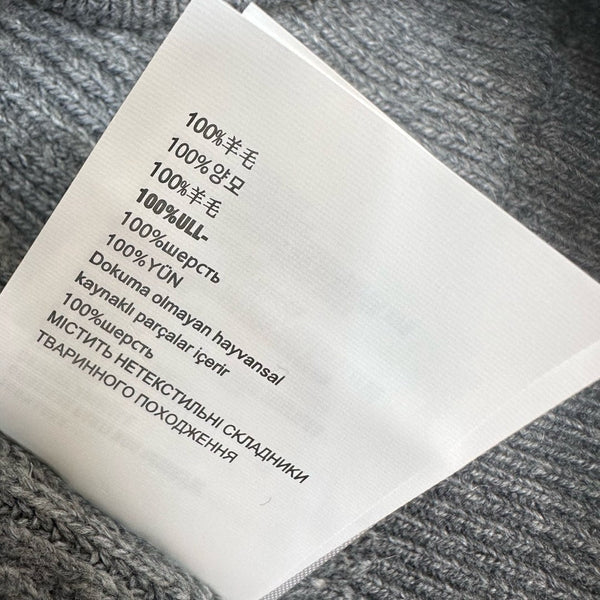 100%羊毛
100%양모
100%羊毛
100%ULL-
100%шерсть
100%YÜN
Dokuma olmayan hayvansal
kaynaklı parçalar içerir
100%шерсть
МІСТИТЬ НЕТЕКСТИЛЬНІ СКЛАДНИКИ
ТВАРИННОГО ПОХОДЖЕННЯ